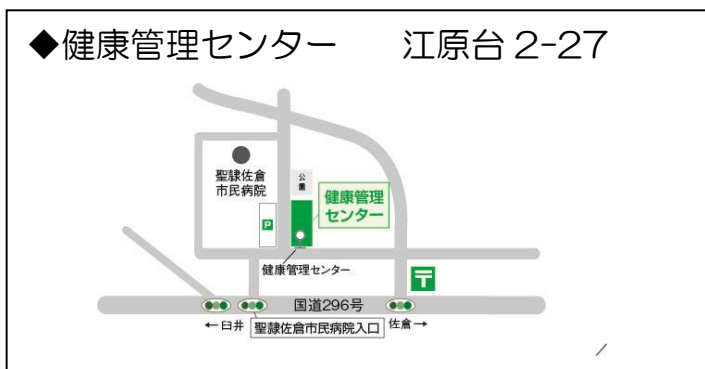 ◆健康管理センター　江原台2-27
聖隷佐倉
市民病院
公
園
健康管理
センター
P
健康管理センター
〒
国道296号
←臼井
聖隷佐倉市民病院入口
佐倉→